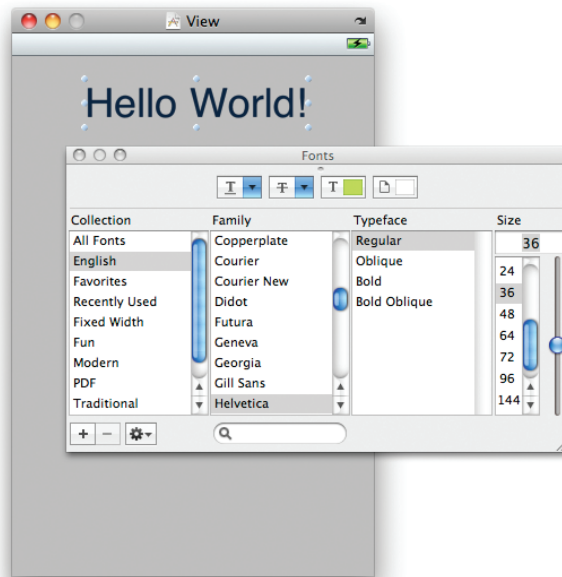 View
Hello World!
Fonts
T T T
Collection Family Typeface Size
All Fonts Copperplate Regular 36
English Courier Oblique 24
Favorites Courier New Bold 36
Recently Used Didot Bold Oblique 48
Fixed Width Futura 64
Fun Geneva 72
Modern Georgia 96
PDF Gill Sans 144
Traditional Helvetica